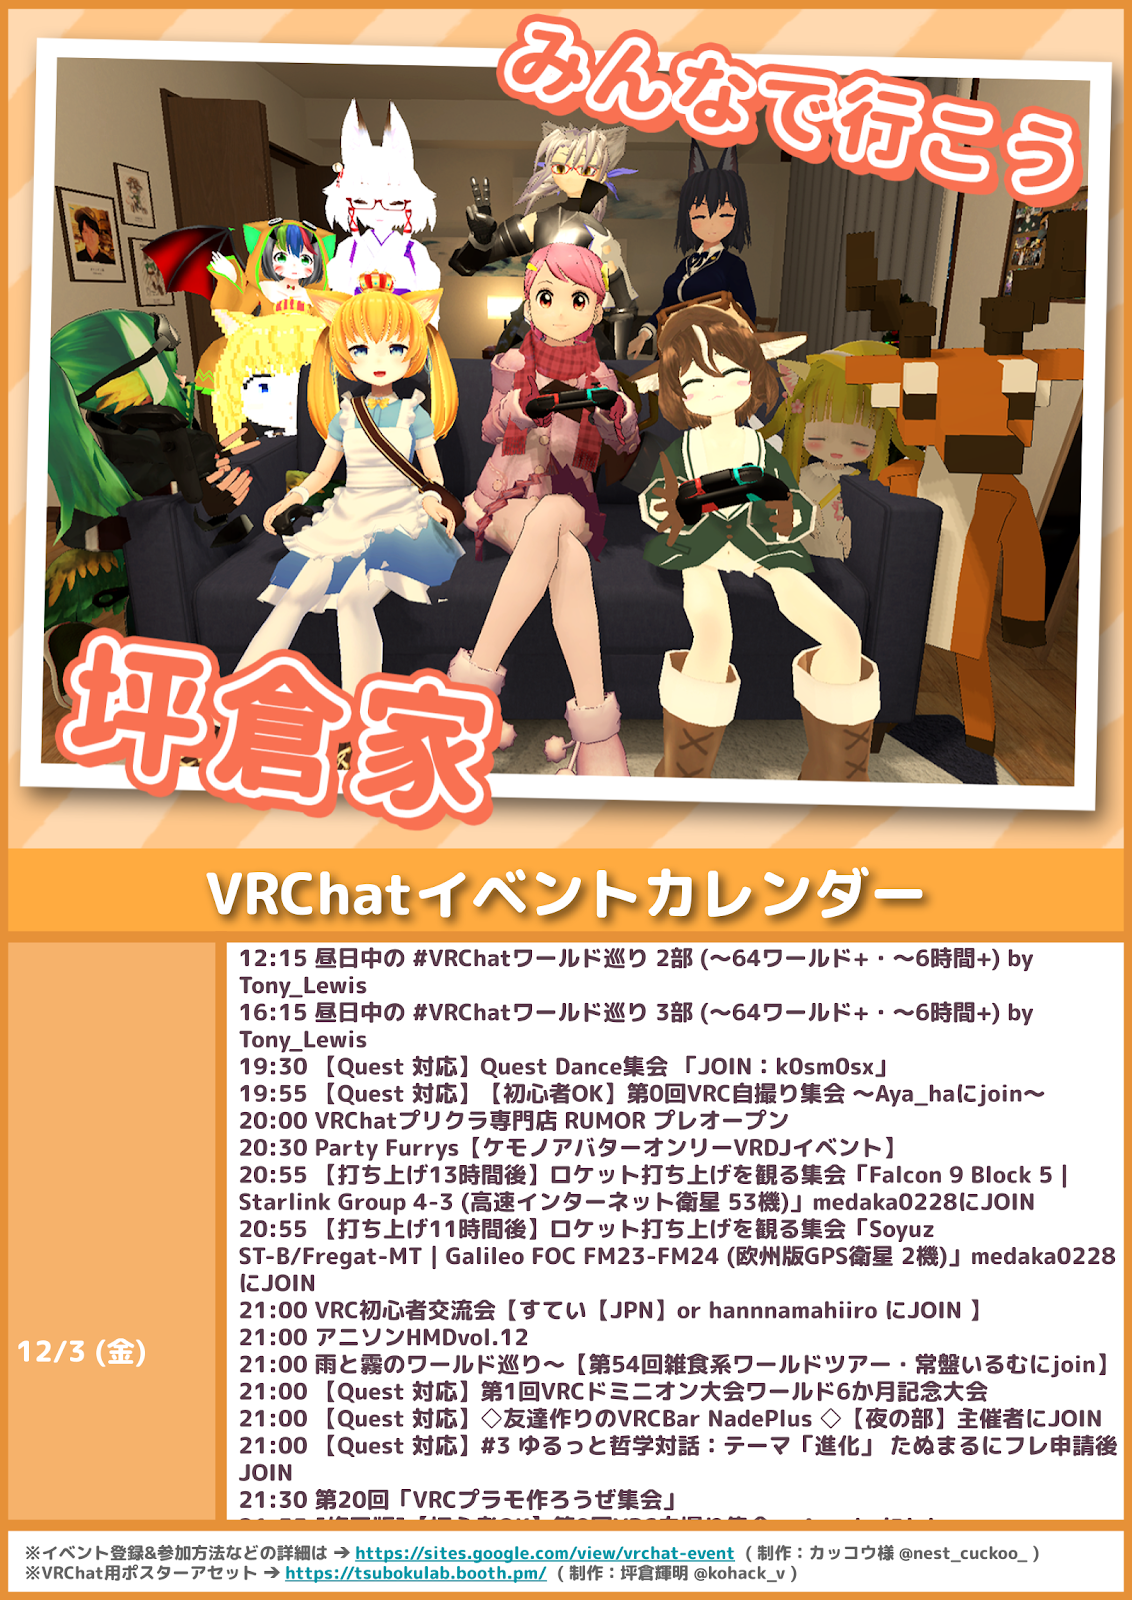 みんなで行こう
坪倉家
VRChatイベントカレンダー
12/3 (金)
12:15 昼日中の #VRChatワールド巡り 2部 (～64ワールド+・～6時間+) by
Tony_Lewis
16:15 昼日中の #VRChatワールド巡り 3部 (～64ワールド+・～6時間+) by
Tony_Lewis
19:30 【Quest 対応】Quest Dance集会 「JOIN：k0sm0sx」
19:55 【Quest 対応】【初心者OK】第0回VRC自撮り集会 ～Aya_haにjoin～
20:00 VRChatプリクラ専門店 RUMOR プレオープン
20:30 Party Furrys【ケモノアバターオンリーVRDJイベント】
20:55 【打ち上げ13時間後】ロケット打ち上げを観る集会「Falcon 9 Block 5 |
Starlink Group 4-3 (高速インターネット衛星 53機)」medaka0228にJOIN
20:55 【打ち上げ11時間後】ロケット打ち上げを観る集会「Soyuz
ST-B/Fregat-MT | Galileo FOC FM23-FM24 (欧州版GPS衛星 2機)」medaka0228
にJOIN
21:00 VRC初心者交流会【すてい【JPN】or hannnamahiiro にJOIN 】
21:00 アニソンHMDvol.12
21:00 雨と霧のワールド巡り～【第54回雑食系ワールドツアー・常盤いるむにjoin】
21:00 【Quest 対応】第1回VRCドミニオン大会ワールド6か月記念大会
21:00 【Quest 対応】◇友達作りのVRCBar NadePlus ◇【夜の部】主催者にJOIN
21:00 【Quest 対応】#3 ゆるっと哲学対話：テーマ「進化」 たぬまるにフレ申請後
JOIN
21:30 第20回「VRCプラモ作ろうぜ集会」
※イベント登録&参加方法などの詳細は → https://sites.google.com/view/vrchat-event ( 制作：カッコウ様 @nest_cuckoo_ )
※VRChat用ポスターアセット → https://tsubokulab.booth.pm/ ( 制作：坪倉輝明 @kohack_v )